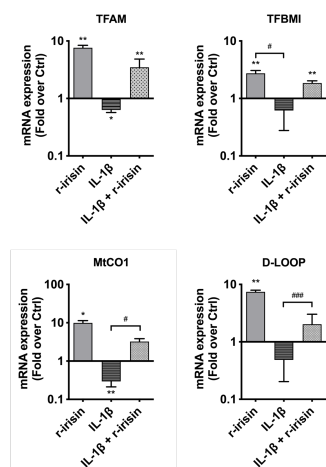 TFAM
mRNA expression
(Fold over Ctrl)
10
1
0.1
**
*
**
r-irisin
IL-1β
IL-1β + r-irisin
TFBMI
mRNA expression
(Fold over Ctrl)
10
1
0.1
**
#
**
r-irisin
IL-1β
IL-1β + r-irisin
MtCO1
mRNA expression
(Fold over Ctrl)
100
10
1
0.1
*
**
#
r-irisin
IL-1β
IL-1β + r-irisin
D-LOOP
mRNA expression
(Fold over Ctrl)
10
1
0.1
**
###
r-irisin
IL-1β
IL-1β + r-irisin